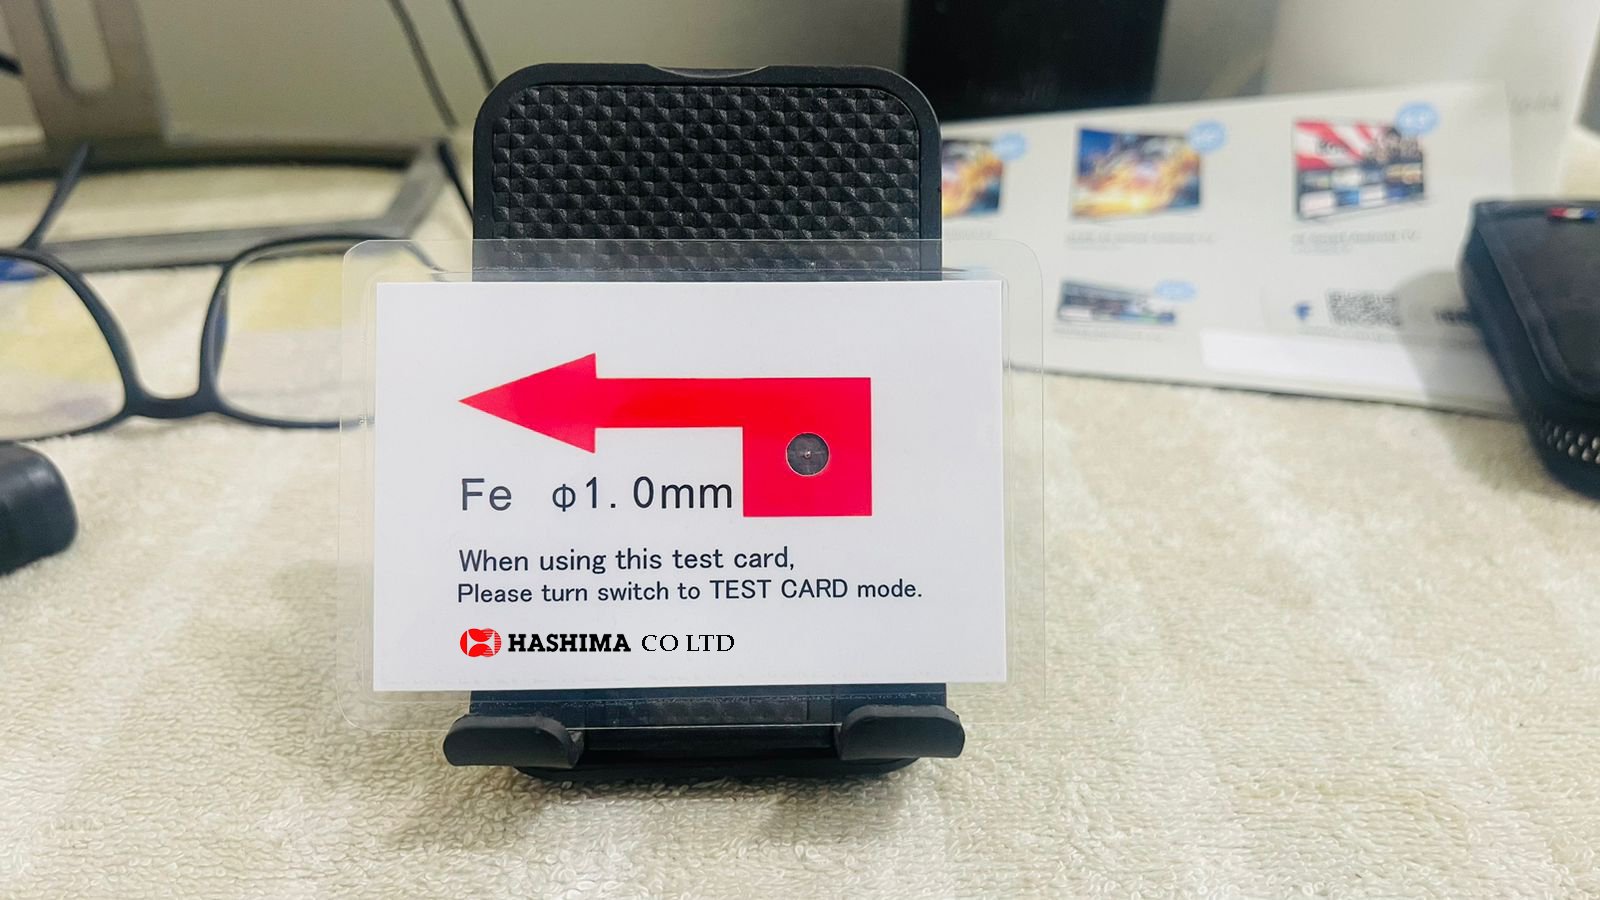 Fe φ1.0mm
When using this test card,
Please turn switch to TEST CARD mode.
HASHIMA CO LTD